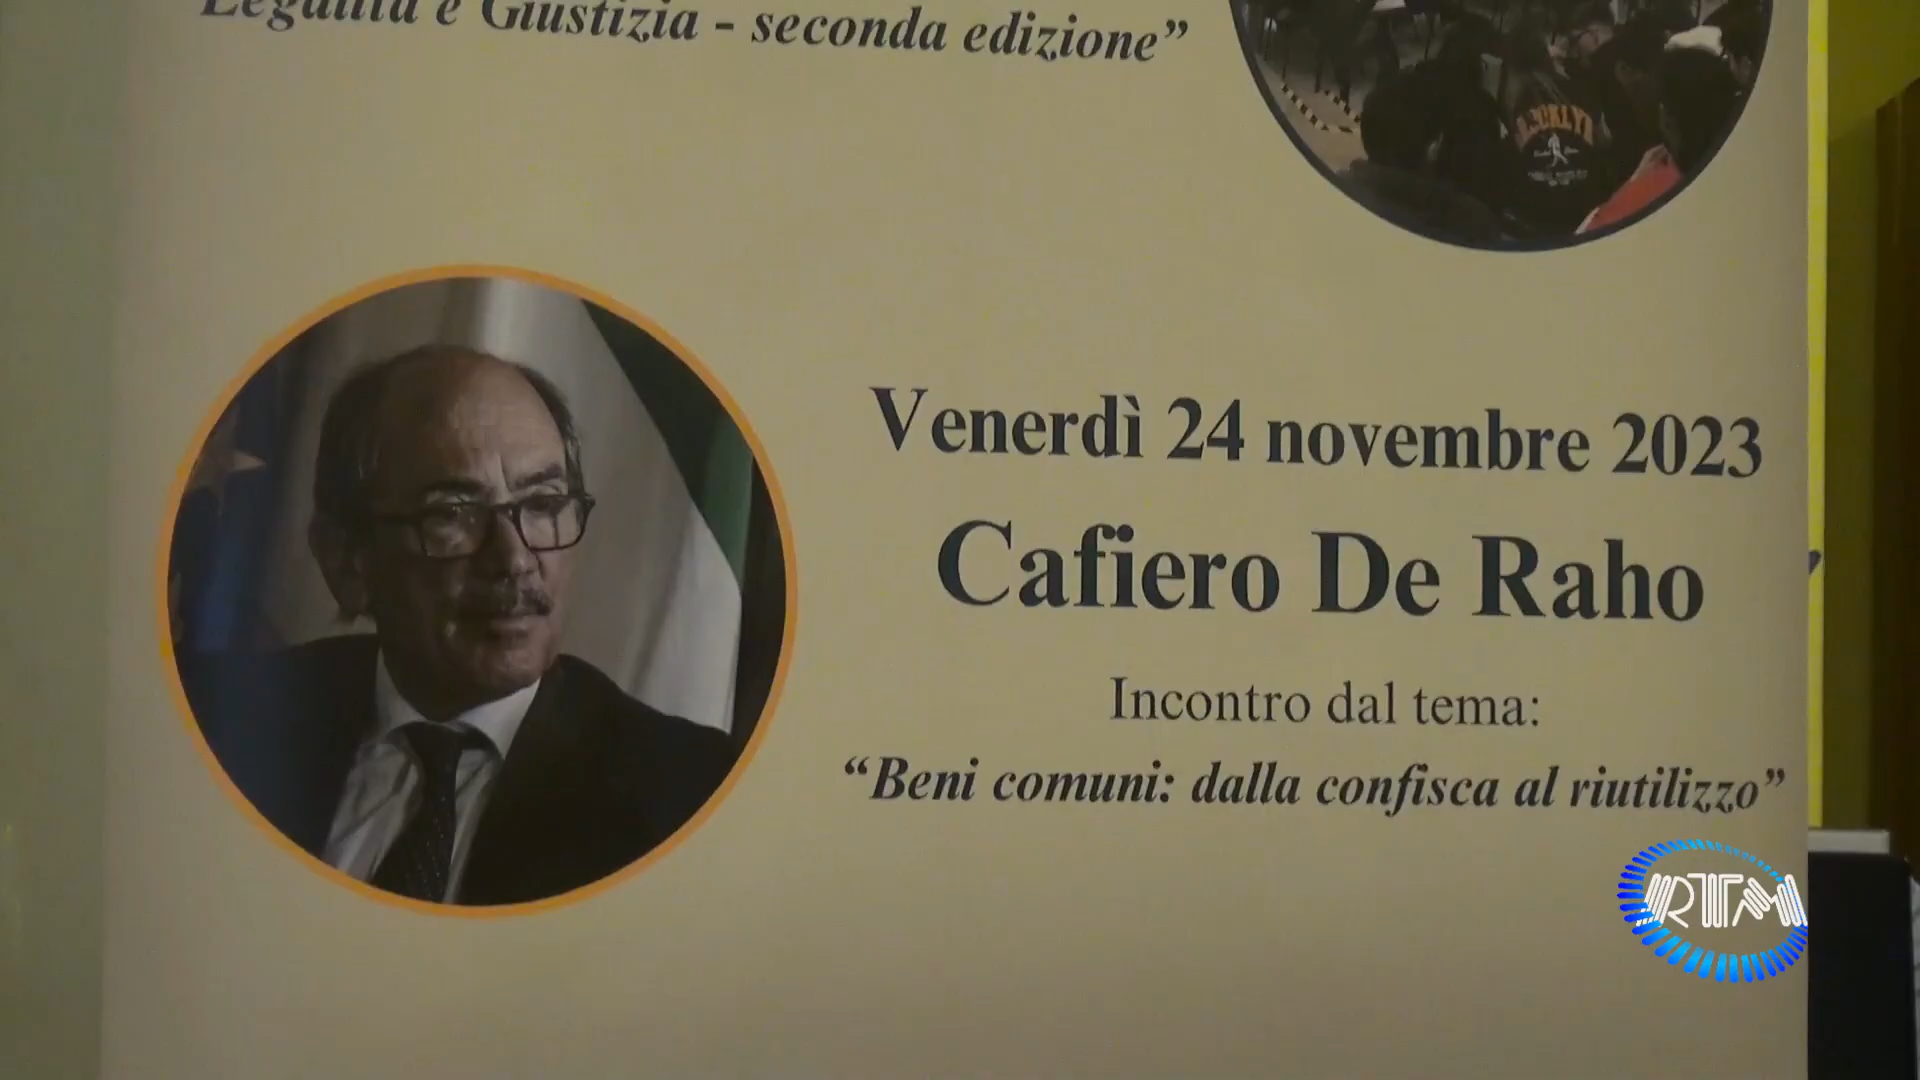 Legalità e Giustizia - seconda edizione”
BROOKLYN
Venerdì 24 novembre 2023
Cafiero De Raho
Incontro dal tema:
“Beni comuni: dalla confisca al riutilizzo”
RTM